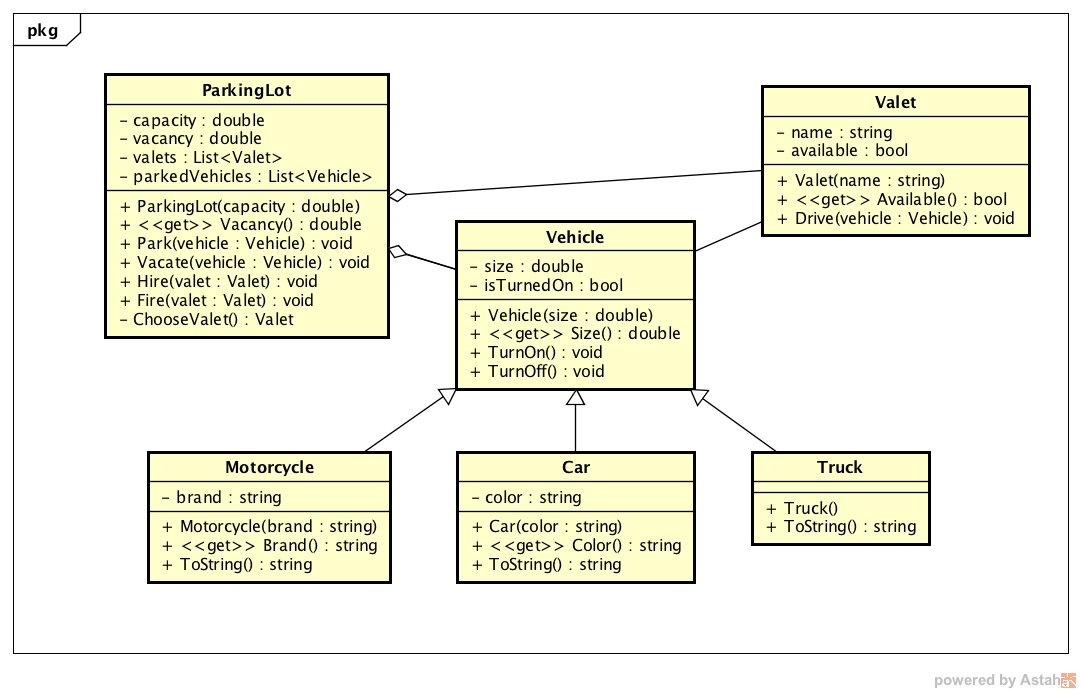 pkg
ParkingLot
- capacity : double
- vacancy : double
- valets : List<Valet>
- parkedVehicles : List<Vehicle>
+ ParkingLot(capacity : double)
+ <<get>> Vacancy() : double
+ Park(vehicle : Vehicle) : void
+ Vacate(vehicle : Vehicle) : void
+ Hire(valet : Valet) : void
+ Fire(valet : Valet) : void
- ChooseValet() : Valet
Valet
- name : string
- available : bool
+ Valet(name : string)
+ <<get>> Available() : bool
+ Drive(vehicle : Vehicle) : void
Vehicle
- size : double
- isTurnedOn : bool
+ Vehicle(size : double)
+ <<get>> Size() : double
+ TurnOn() : void
+ TurnOff() : void
Motorcycle
- brand : string
+ Motorcycle(brand : string)
+ <<get>> Brand() : string
+ ToString() : string
Car
- color : string
+ Car(color : string)
+ <<get>> Color() : string
+ ToString() : string
Truck
+ Truck()
+ ToString() : string
powered by Astah